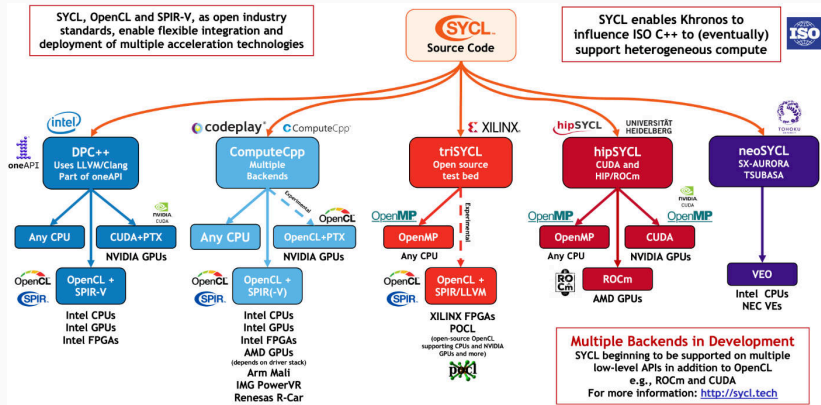 SYCL, OpenCL and SPIR-V, as open industry
standards, enable flexible integration and
deployment of multiple acceleration technologies
SYCL™
Source Code
SYCL enables Khronos to
influence ISO C++ to (eventually)
support heterogeneous compute
ISO
intel
oneAPI
DPC++
Uses LLVM/Clang
Part of oneAPI
codeplay®
ComputeCpp™
ComputeCpp
Multiple
Backends
XILINX®
triSYCL
Open source
test bed
hipSYCL
UNIVERSITÄT
HEIDELBERG
hipSYCL
CUDA and
HIP/ROCm
TOHOKU
neoSYCL
SX-AURORA
TSUBASA
Any CPU
NVIDIA
CUDA
CUDA+PTX
NVIDIA GPUs
OpenCL
SPIR
OpenCL +
SPIR-V
Intel CPUs
Intel GPUs
Intel FPGAs
Any CPU
Experimental
OpenCL
OpenCL+PTX
NVIDIA GPUs
OpenCL
SPIR
OpenCL +
SPIR(-V)
Intel CPUs
Intel GPUs
Intel FPGAs
AMD GPUs
(depends on driver stack)
Arm Mali
IMG PowerVR
Renesas R-Car
OpenMP
OpenMP
Any CPU
Experimental
OpenCL
SPIR
OpenCL +
SPIR/LLVM
XILINX FPGAs
POCL
(open-source OpenCL
supporting CPUs and NVIDIA
GPUs and more)
pocl
OpenMP
OpenMP
Any CPU
ROCm
ROCm
AMD GPUs
NVIDIA
CUDA
OpenMP
CUDA
NVIDIA GPUs
VEO
Intel CPUs
NEC VEs
Multiple Backends in Development
SYCL beginning to be supported on multiple
low-level APIs in addition to OpenCL
e.g., ROCm and CUDA
For more information: http://sycl.tech